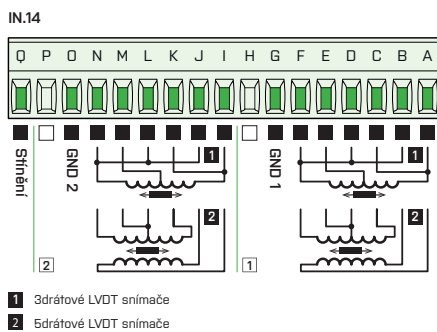 IN.14
Q P O N M L K J I H G F E D C B A
Stínění
GND 2
1
GND 1
1
2
2
2
1
1 3drátové LVDT snímače
2 5drátové LVDT snímače